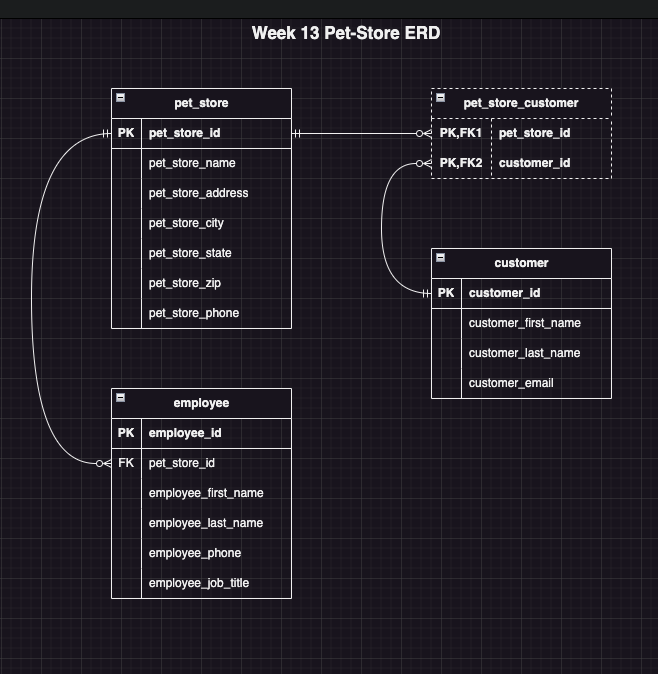 Week 13 Pet-Store ERD
pet_store
PK pet_store_id
pet_store_name
pet_store_address
pet_store_city
pet_store_state
pet_store_zip
pet_store_phone
pet_store_customer
PK,FK1 pet_store_id
PK,FK2 customer_id
customer
PK customer_id
customer_first_name
customer_last_name
customer_email
employee
PK employee_id
FK pet_store_id
employee_first_name
employee_last_name
employee_phone
employee_job_title